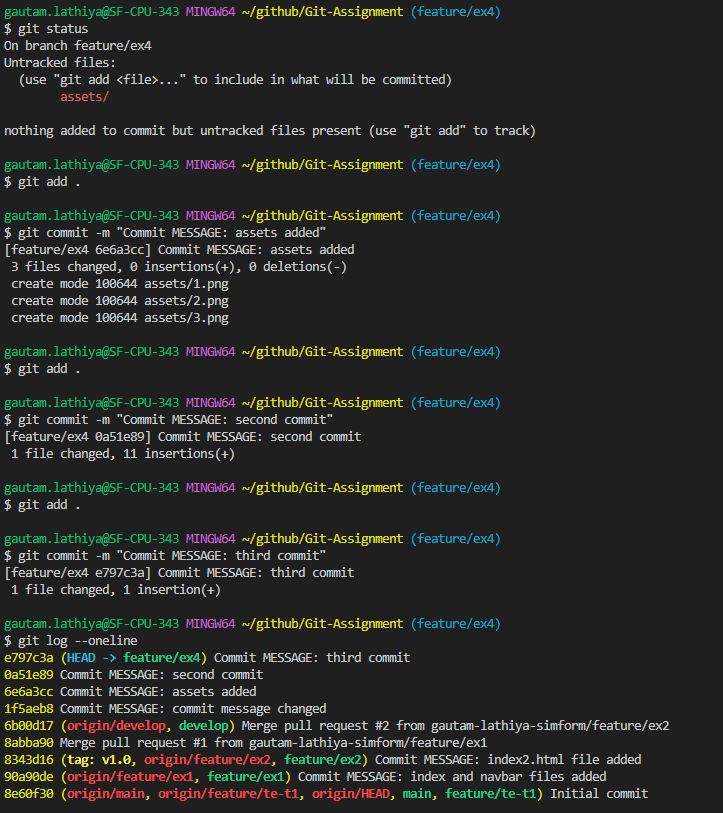 gautam.lathiya@SF-CPU-343 MINGW64 ~/github/Git-Assignment (feature/ex4)
$ git status
On branch feature/ex4
Untracked files:
  (use "git add <file>..." to include in what will be committed)
        assets/

nothing added to commit but untracked files present (use "git add" to track)

gautam.lathiya@SF-CPU-343 MINGW64 ~/github/Git-Assignment (feature/ex4)
$ git add .

gautam.lathiya@SF-CPU-343 MINGW64 ~/github/Git-Assignment (feature/ex4)
$ git commit -m "Commit MESSAGE: assets added"
[feature/ex4 6e6a3cc] Commit MESSAGE: assets added
 3 files changed, 0 insertions(+), 0 deletions(-)
 create mode 100644 assets/1.png
 create mode 100644 assets/2.png
 create mode 100644 assets/3.png

gautam.lathiya@SF-CPU-343 MINGW64 ~/github/Git-Assignment (feature/ex4)
$ git add .

gautam.lathiya@SF-CPU-343 MINGW64 ~/github/Git-Assignment (feature/ex4)
$ git commit -m "Commit MESSAGE: second commit"
[feature/ex4 0a51e89] Commit MESSAGE: second commit
 1 file changed, 11 insertions(+)

gautam.lathiya@SF-CPU-343 MINGW64 ~/github/Git-Assignment (feature/ex4)
$ git add .

gautam.lathiya@SF-CPU-343 MINGW64 ~/github/Git-Assignment (feature/ex4)
$ git commit -m "Commit MESSAGE: third commit"
[feature/ex4 e797c3a] Commit MESSAGE: third commit
 1 file changed, 1 insertion(+)

gautam.lathiya@SF-CPU-343 MINGW64 ~/github/Git-Assignment (feature/ex4)
$ git log --oneline
e797c3a (HEAD -> feature/ex4) Commit MESSAGE: third commit
0a51e89 Commit MESSAGE: second commit
6e6a3cc Commit MESSAGE: assets added
1f5aeb8 Commit MESSAGE: commit message changed
6b00d17 (origin/develop, develop) Merge pull request #2 from gautam-lathiya-simform/feature/ex2
8abba90 Merge pull request #1 from gautam-lathiya-simform/feature/ex1
8343d16 (tag: v1.0, origin/feature/ex2, feature/ex2) Commit MESSAGE: index2.html file added
90a90de (origin/feature/ex1, feature/ex1) Commit MESSAGE: index and navbar files added
8e60f30 (origin/main, origin/feature/te-t1, origin/HEAD, main, feature/te-t1) Initial commit